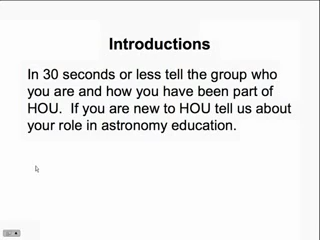 Introductions
In 30 seconds or less tell the group who
you are and how you have been part of
HOU.  If you are new to HOU tell us about
your role in astronomy education.